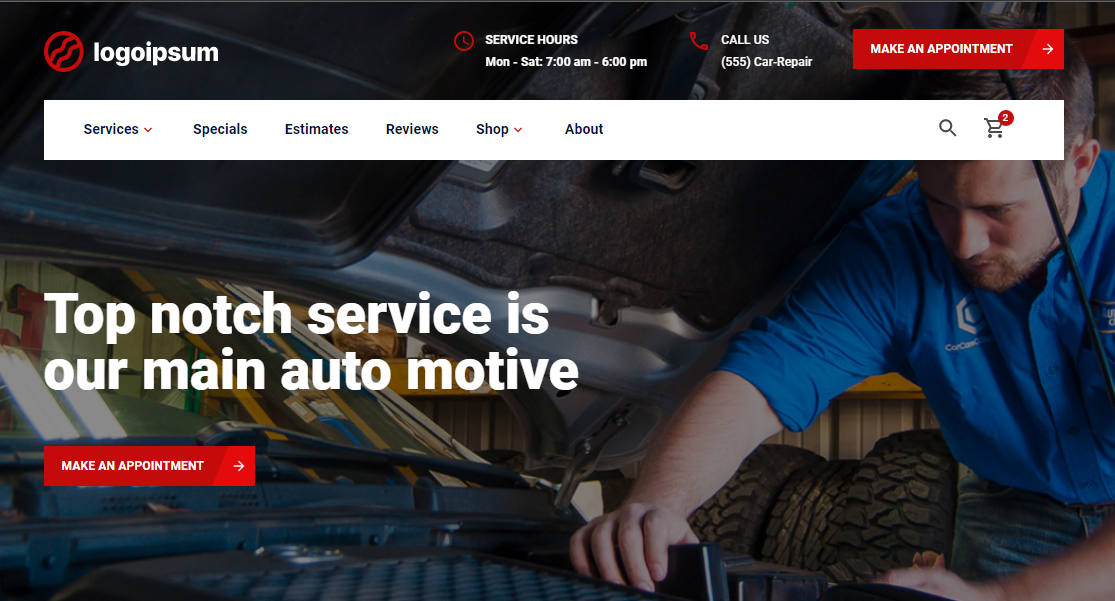 logoipsum
SERVICE HOURS
Mon - Sat: 7:00 am - 6:00 pm
CALL US
(555) Car-Repair
MAKE AN APPOINTMENT
Services
Specials
Estimates
Reviews
Shop
About
2
Top notch service is
our main auto motive
MAKE AN APPOINTMENT